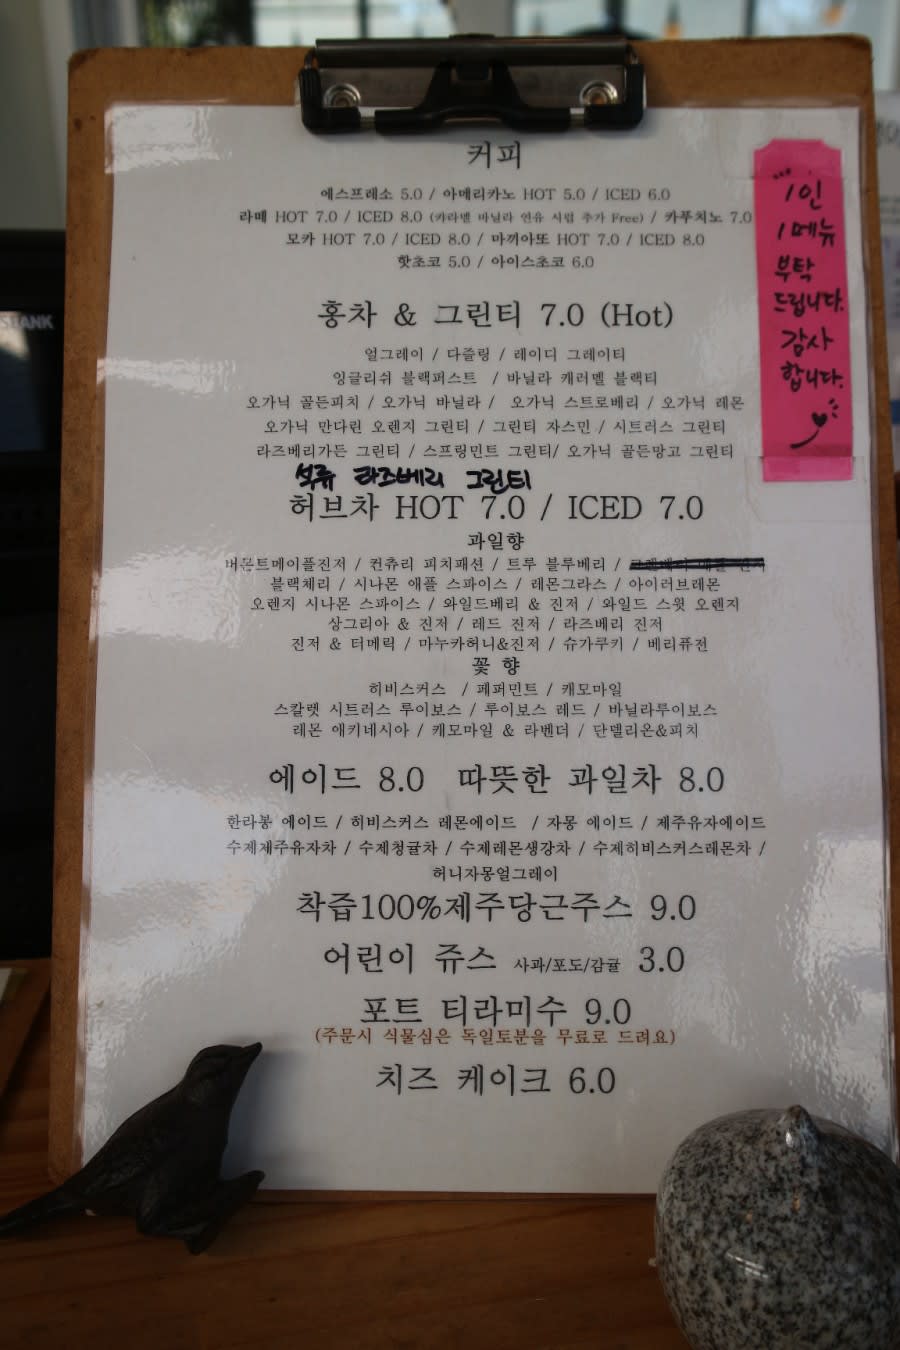 커피
에스프레소 5.0 / 아메리카노 HOT 5.0 / ICED 6.0
라떼 HOT 7.0 / ICED 8.0 (카라멜 바닐라 연유 시럽 추가 Free) / 카푸치노 7.0
모카 HOT 7.0 / ICED 8.0 / 마끼아또 HOT 7.0 / ICED 8.0
핫초코 5.0 / 아이스초코 6.0
홍차 & 그린티 7.0 (Hot)
얼그레이 / 다즐링 / 레이디 그레이티
잉글리쉬 블랙퍼스트 / 바닐라 캐러멜 블랙티
오가닉 골든피치 / 오가닉 바닐라 / 오가닉 스트로베리 / 오가닉 레몬
오가닉 만다린 오렌지 그린티 / 그린티 자스민 / 시트러스 그린티
라즈베리가든 그린티 / 스프링민트 그린티/ 오가닉 골든망고 그린티
석류 라즈베리 그린티
허브차 HOT 7.0 / ICED 7.0
과일향
버몬트메이플진저 / 컨츄리 피치패션 / 트루 블루베리 /
블랙체리 / 시나몬 애플 스파이스 / 레몬그라스 / 아이러브레몬
오렌지 시나몬 스파이스 / 와일드베리 & 진저 / 와일드 스윗 오렌지
상그리아 & 진저 / 레드 진저 / 라즈베리 진저
진저 & 터메릭 / 마누카허니&진저 / 슈가쿠키 / 베리퓨전
꽃 향
히비스커스 / 페퍼민트 / 캐모마일
스칼렛 시트러스 루이보스 / 루이보스 레드 / 바닐라루이보스
레몬 에키네시아 / 캐모마일 & 라벤더 / 단델리온&피치
에이드 8.0 따뜻한 과일차 8.0
한라봉 에이드 / 히비스커스 레몬에이드 / 자몽 에이드 / 제주유자에이드
수제제주유자차 / 수제청귤차 / 수제레몬생강차 / 수제히비스커스레몬차 /
허니자몽얼그레이
착즙100%제주당근주스 9.0
어린이 쥬스 사과/포도/감귤 3.0
포트 티라미수 9.0
(주문시 식물심은 독일토분을 무료로 드려요)
치즈 케이크 6.0
1인
1메뉴
부탁
드립니다.
감사
합니다.
BANK